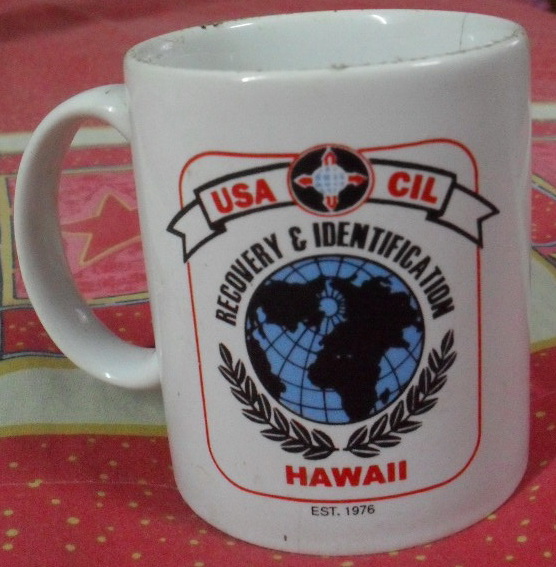 USA CIL
RECOVERY & IDENTIFICATION
HAWAII
EST. 1976